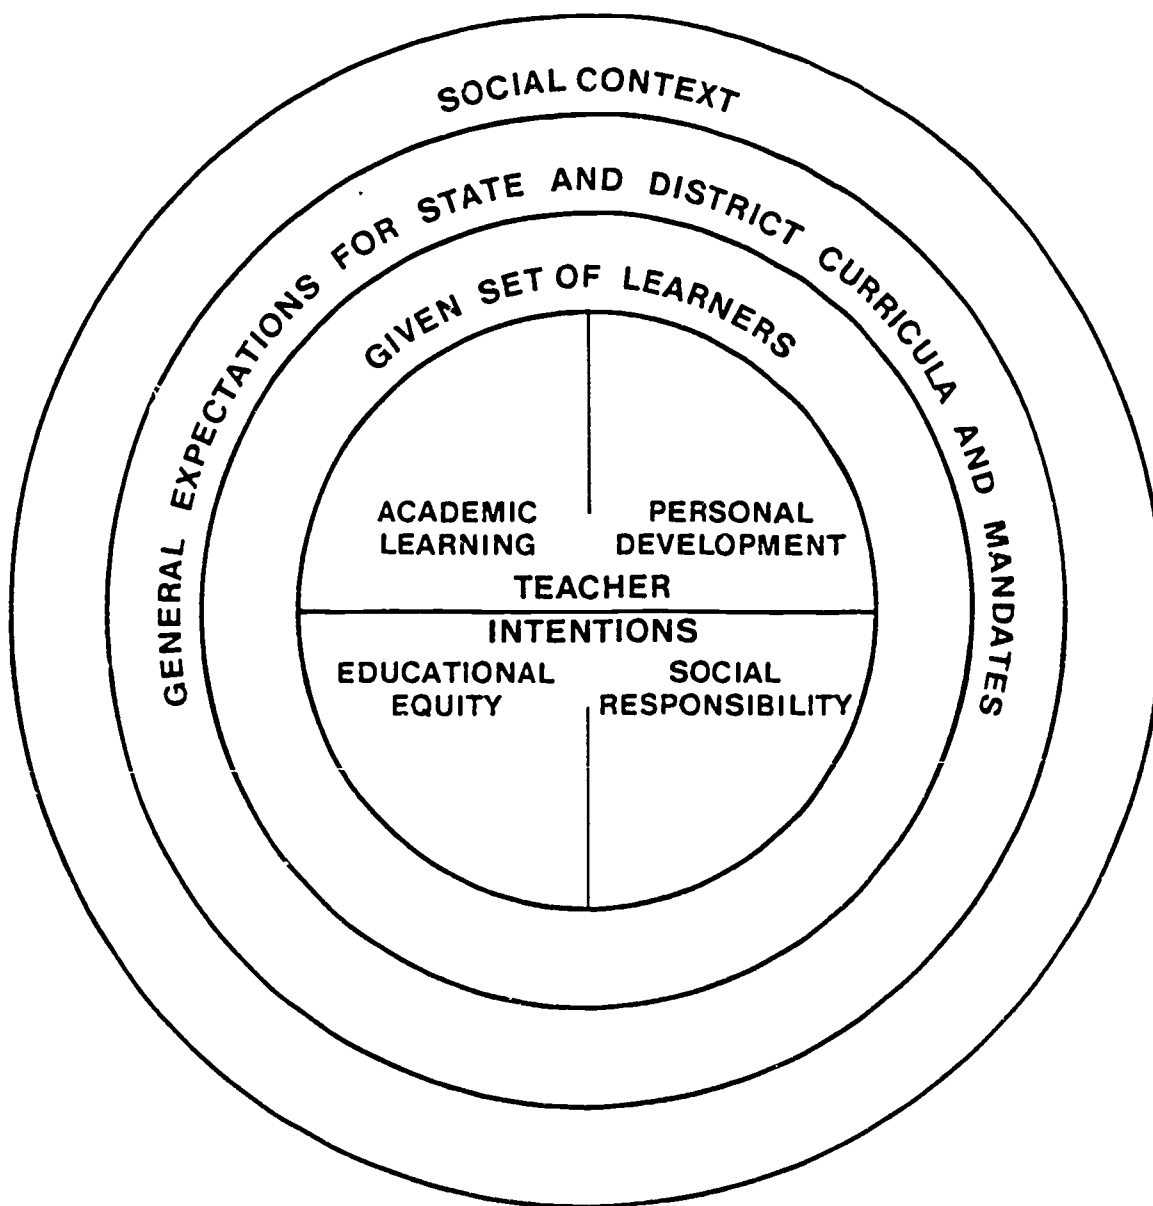 SOCIAL CONTEXT
GENERAL EXPECTATIONS FOR STATE AND DISTRICT CURRICULA AND MANDATES
GIVEN SET OF LEARNERS
ACADEMIC
LEARNING
PERSONAL
DEVELOPMENT
TEACHER
INTENTIONS
EDUCATIONAL
EQUITY
SOCIAL
RESPONSIBILITY